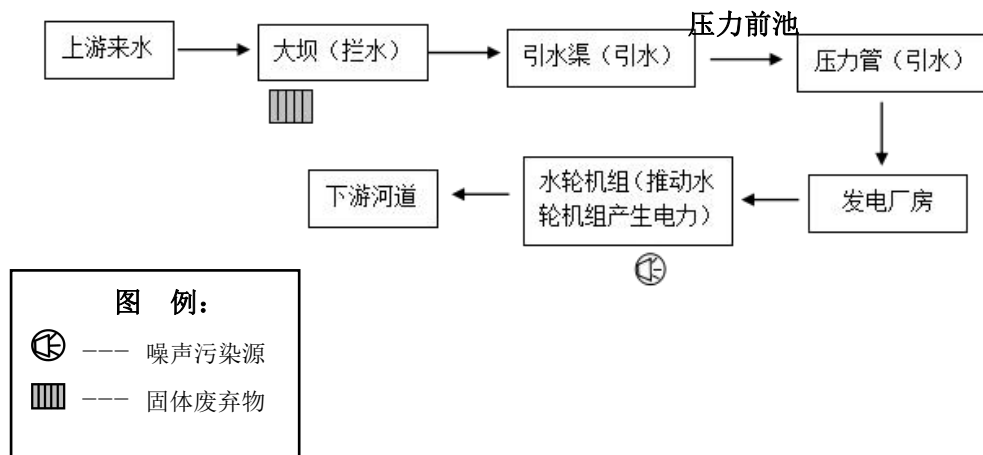 压力前池
上游来水
大坝（拦水）
引水渠（引水）
压力管（引水）
下游河道
水轮机组（推动水
轮机组产生电力）
发电厂房
图 例：
--- 噪声污染源
--- 固体废弃物